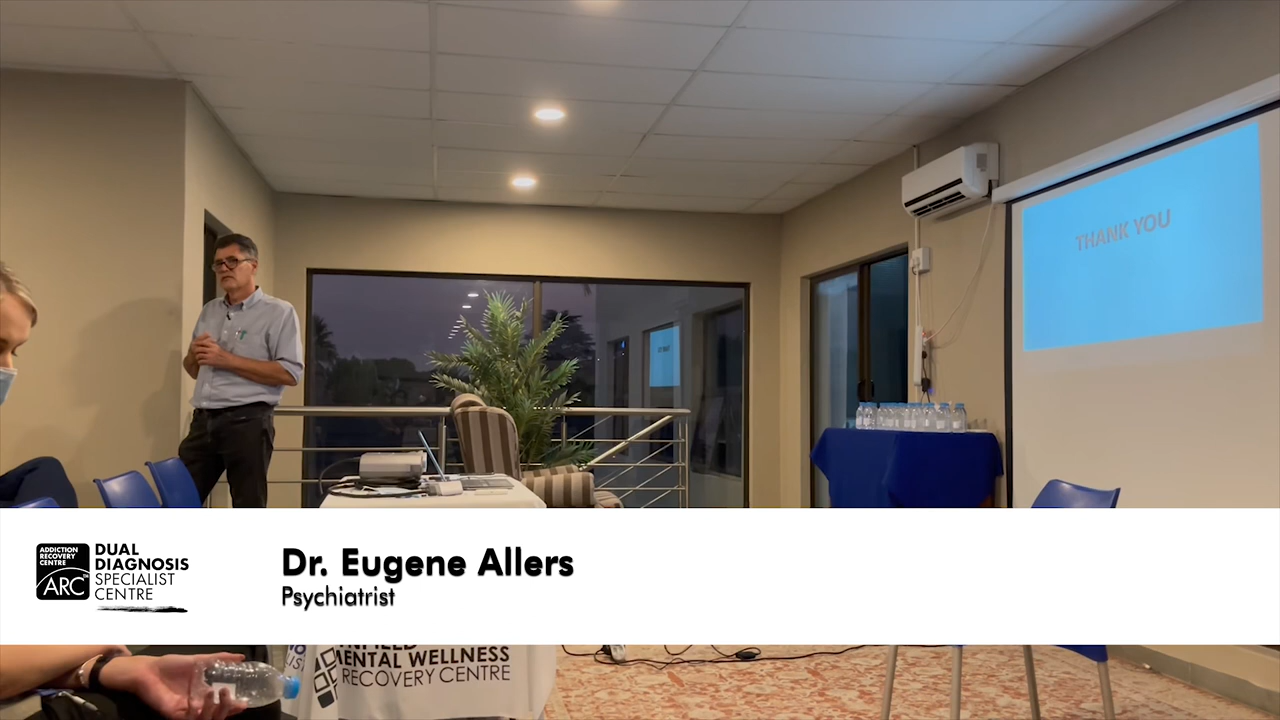 THANK YOU
ADDICTION
RECOVERY
CENTRE
ARC
DUAL
DIAGNOSIS
SPECIALIST
CENTRE
Dr. Eugene Allers
Psychiatrist
ENTAL WELLNESS
RECOVERY CENTRE